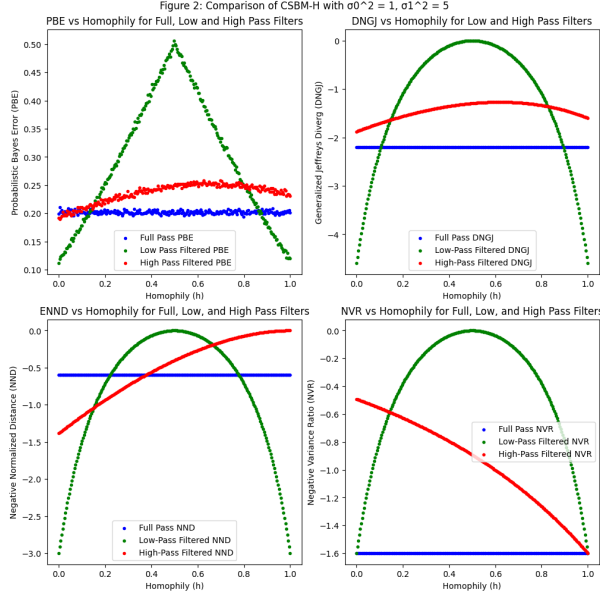 Figure 2: Comparison of CSBM-H with σ0^2 = 1, σ1^2 = 5
PBE vs Homophily for Full, Low and High Pass Filters
Probabilistic Bayes Error (PBE)
0.50
0.45
0.40
0.35
0.30
0.25
0.20
0.15
0.10
Full Pass PBE
Low-Pass Filtered PBE
High Pass Filtered PBE
0.0 0.2 0.4 0.6 0.8 1.0
Homophily (h)
DNGJ vs Homophily for Low and High Pass Filters
Generalized Jeffreys Diverg (DNGJ)
0
−1
−2
−3
−4
Full Pass DNGJ
Low-Pass Filtered DNGJ
High-Pass Filtered DNGJ
0.0 0.2 0.4 0.6 0.8 1.0
Homophily (h)
ENND vs Homophily for Full, Low, and High Pass Filters
Negative Normalized Distance (NND)
0.0
−0.5
−1.0
−1.5
−2.0
−2.5
−3.0
Full Pass NND
Low-Pass Filtered NND
High-Pass Filtered NND
0.0 0.2 0.4 0.6 0.8 1.0
Homophily (h)
NVR vs Homophily for Full, Low, and High Pass Filters
Negative Variance Ratio (NVR)
0.0
−0.2
−0.4
−0.6
−0.8
−1.0
−1.2
−1.4
−1.6
Full Pass NVR
Low-Pass Filtered NVR
High-Pass Filtered NVR
0.0 0.2 0.4 0.6 0.8 1.0
Homophily (h)